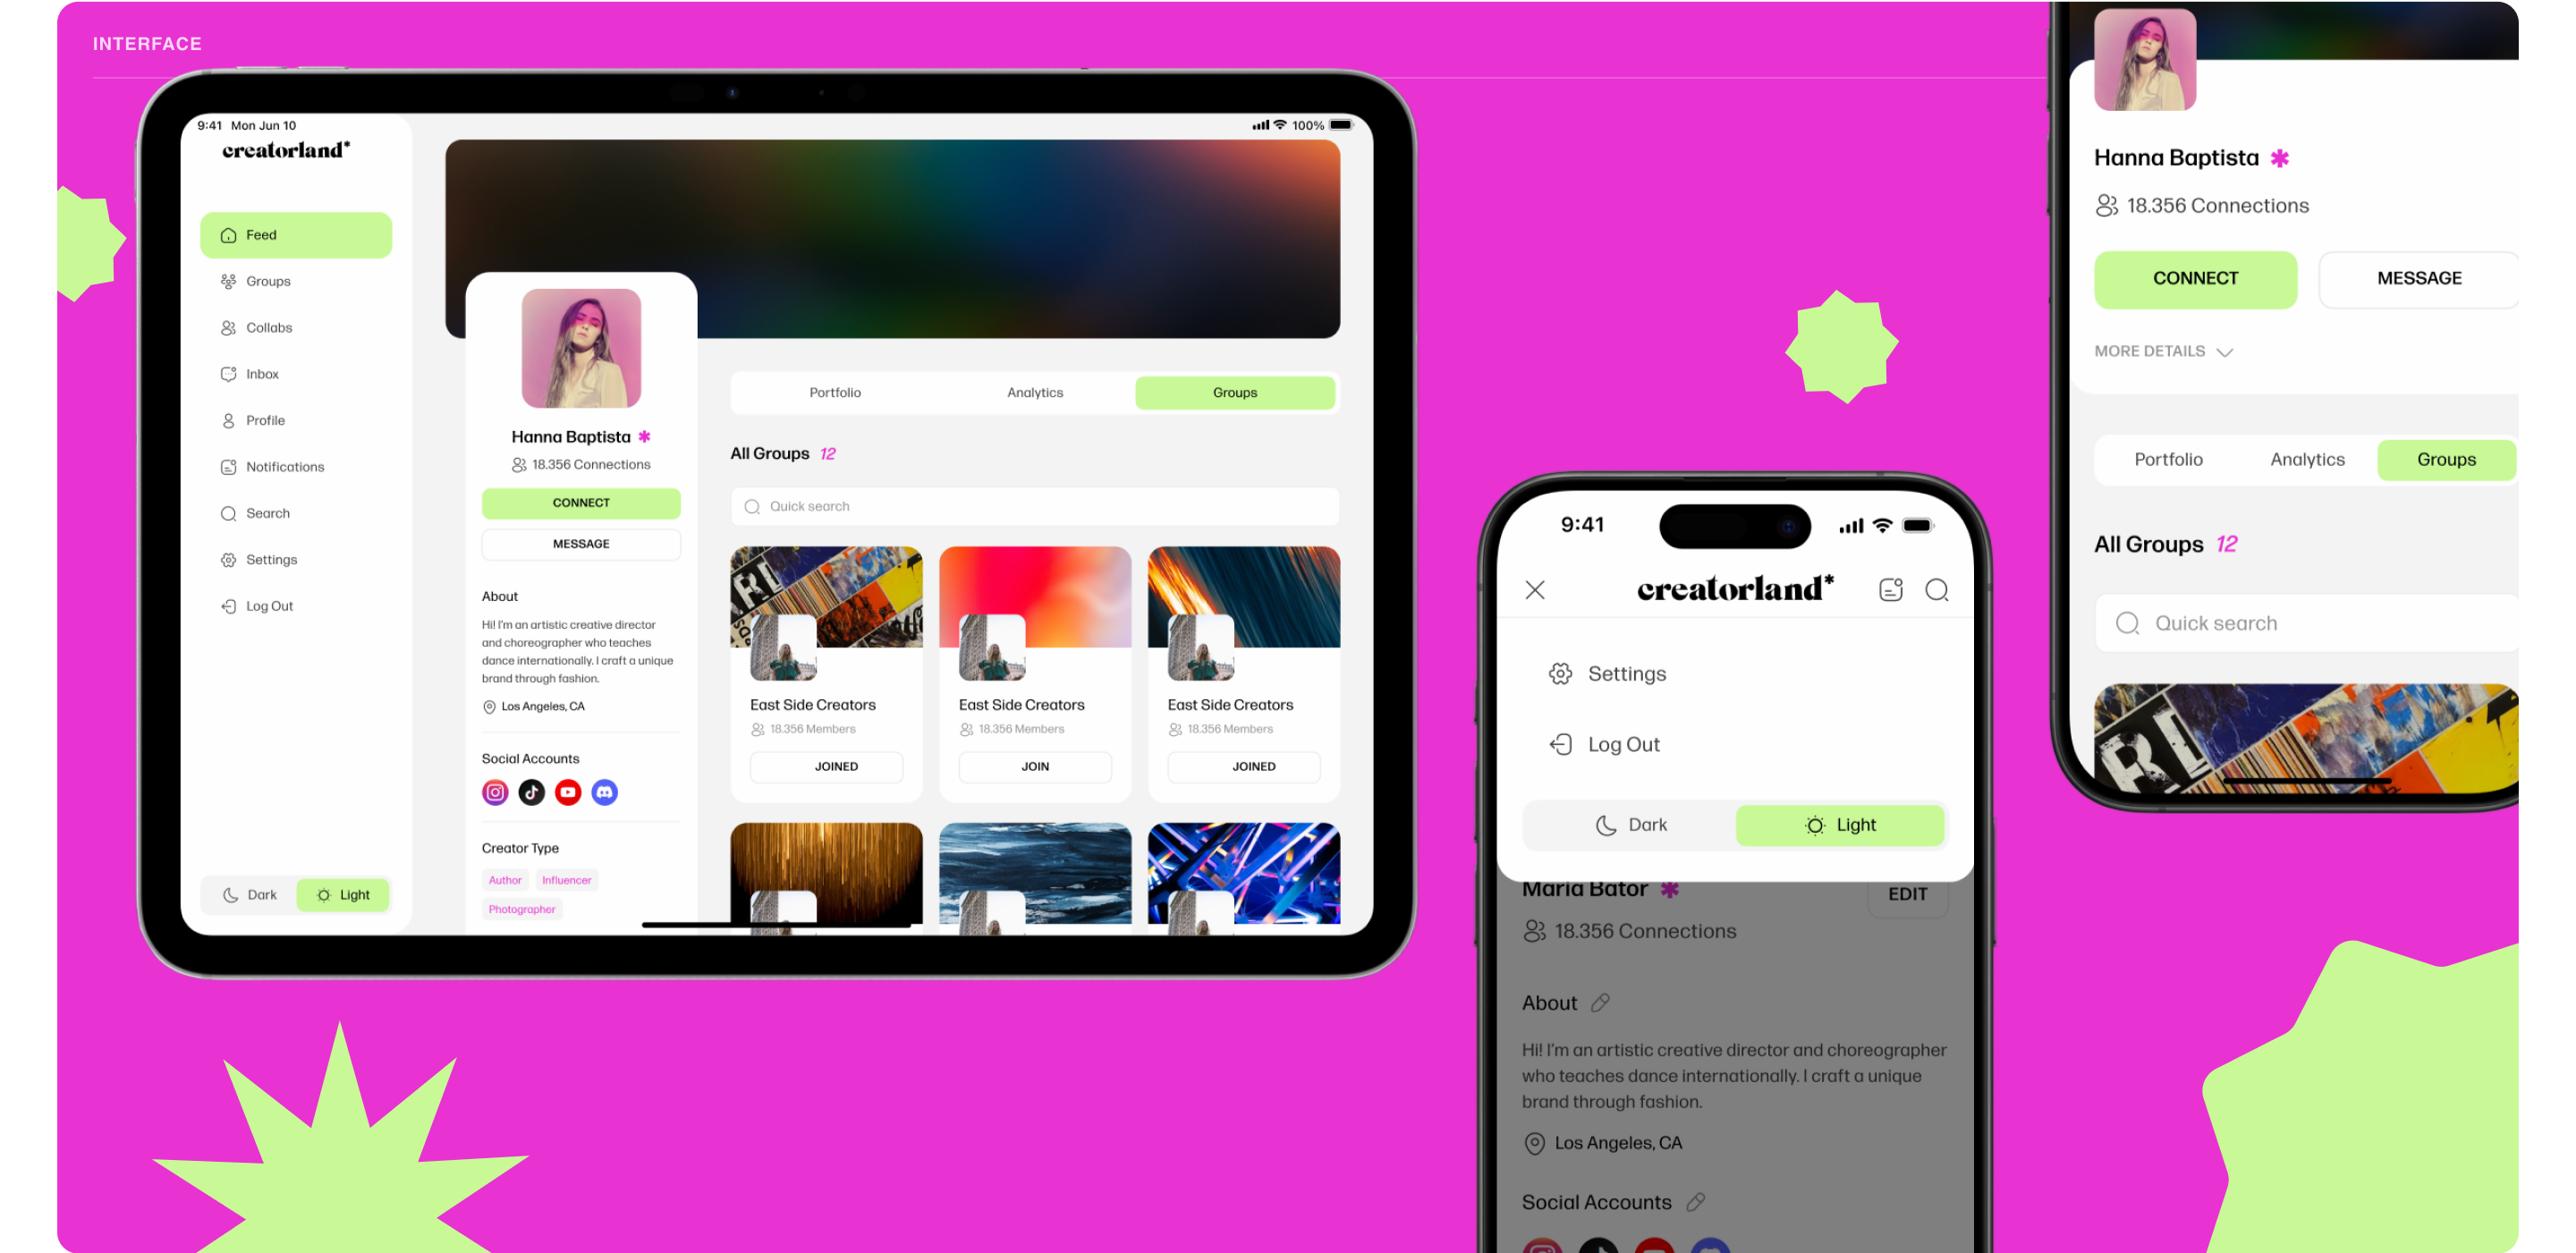 INTERFACE
9:41 Mon Jun 10
100%
creatorland*
Feed
Groups
Collabs
Inbox
Profile
Notifications
Search
Settings
Log Out
Dark
Light
Hanna Baptista
18.356 Connections
CONNECT
MESSAGE
About
Hi! I'm an artistic creative director
and choreographer who teaches
dance internationally. I craft a unique
brand through fashion.
Los Angeles, CA
Social Accounts
Creator Type
Author Influencer
Photographer
Portfolio Analytics Groups
All Groups 12
Quick search
East Side Creators
18.356 Members
JOINED
East Side Creators
18.356 Members
JOIN
East Side Creators
18.356 Members
JOINED
9:41
creatorland*
Settings
Log Out
Dark
Light
Maria Bator
EDIT
18.356 Connections
About
Hi! I'm an artistic creative director and choreographer
who teaches dance internationally. I craft a unique
brand through fashion.
Los Angeles, CA
Social Accounts
Hanna Baptista
18.356 Connections
CONNECT
MESSAGE
MORE DETAILS
Portfolio Analytics Groups
All Groups 12
Quick search